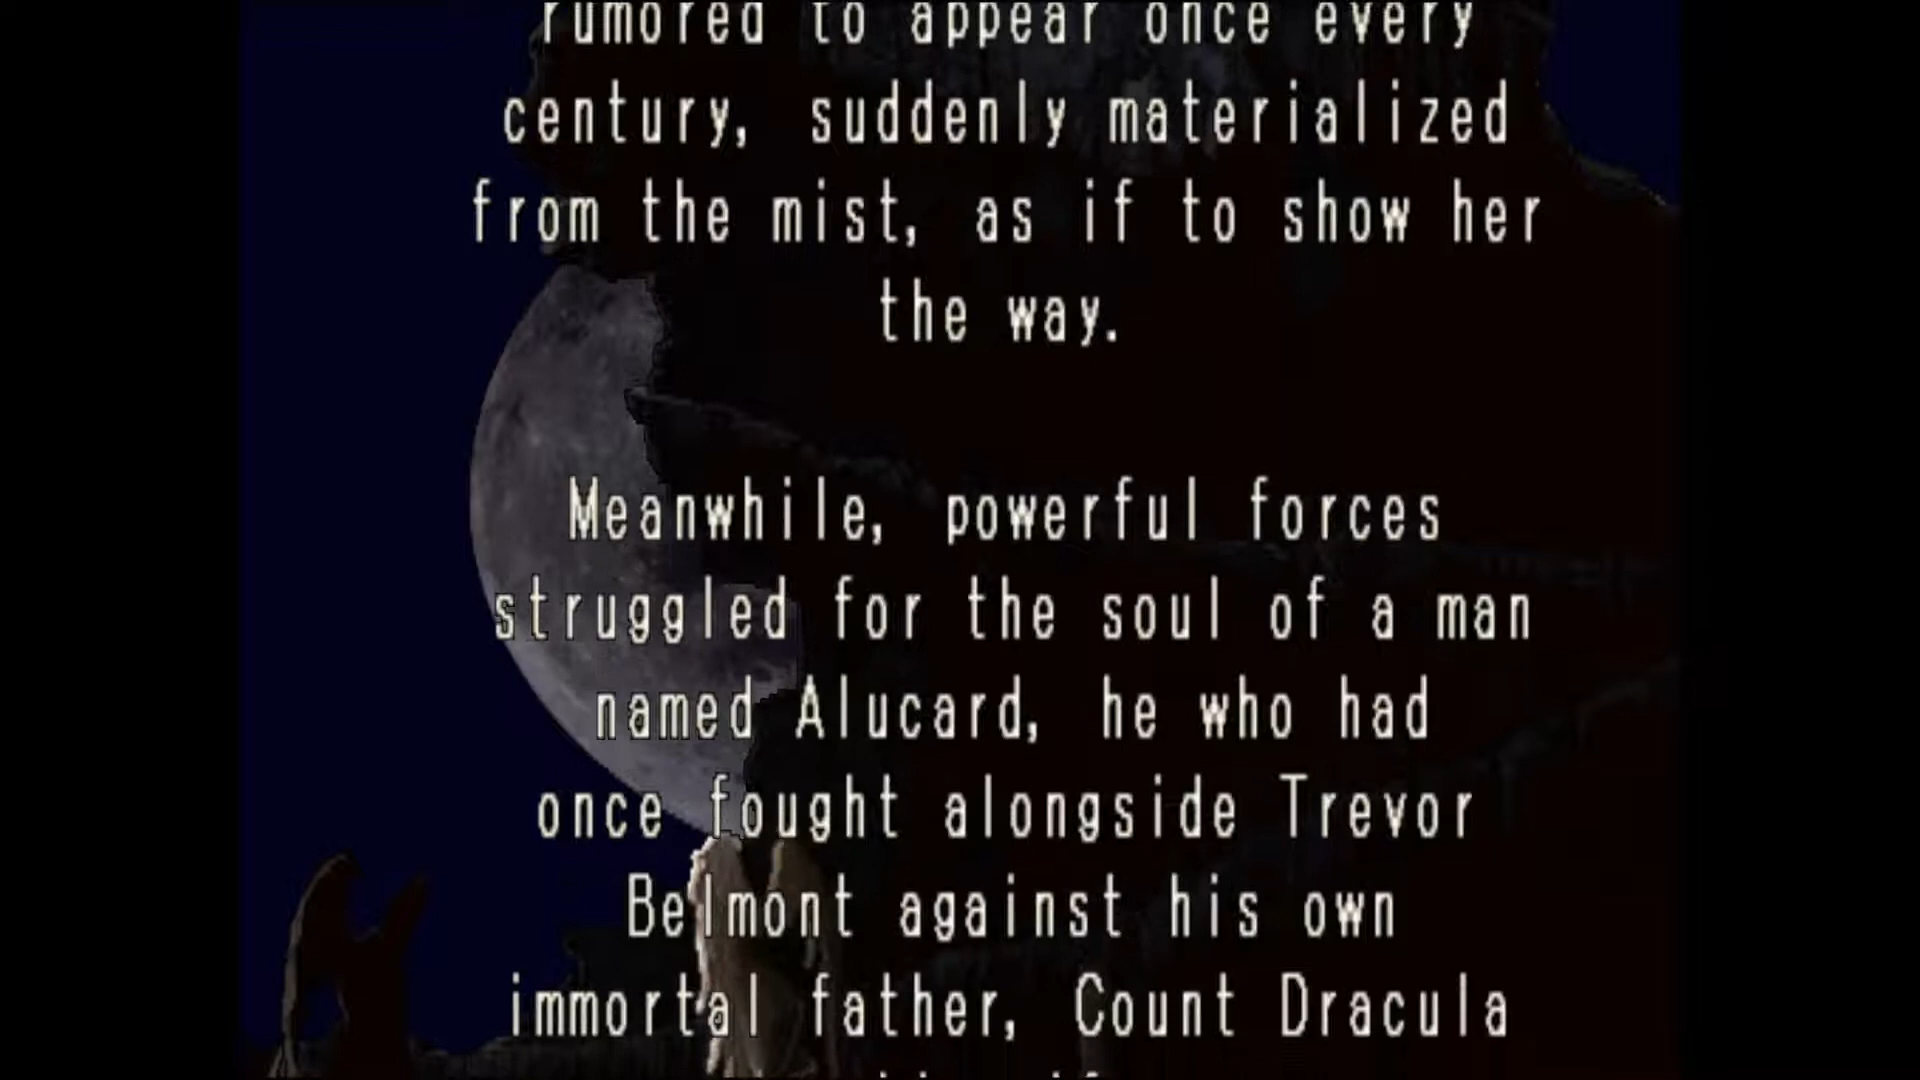 rumored to appear once every
century, suddenly materialized
from the mist, as if to show her
the way.
Meanwhile, powerful forces
struggled for the soul of a man
named Alucard, he who had
once fought alongside Trevor
Belmont against his own
immortal father, Count Dracula